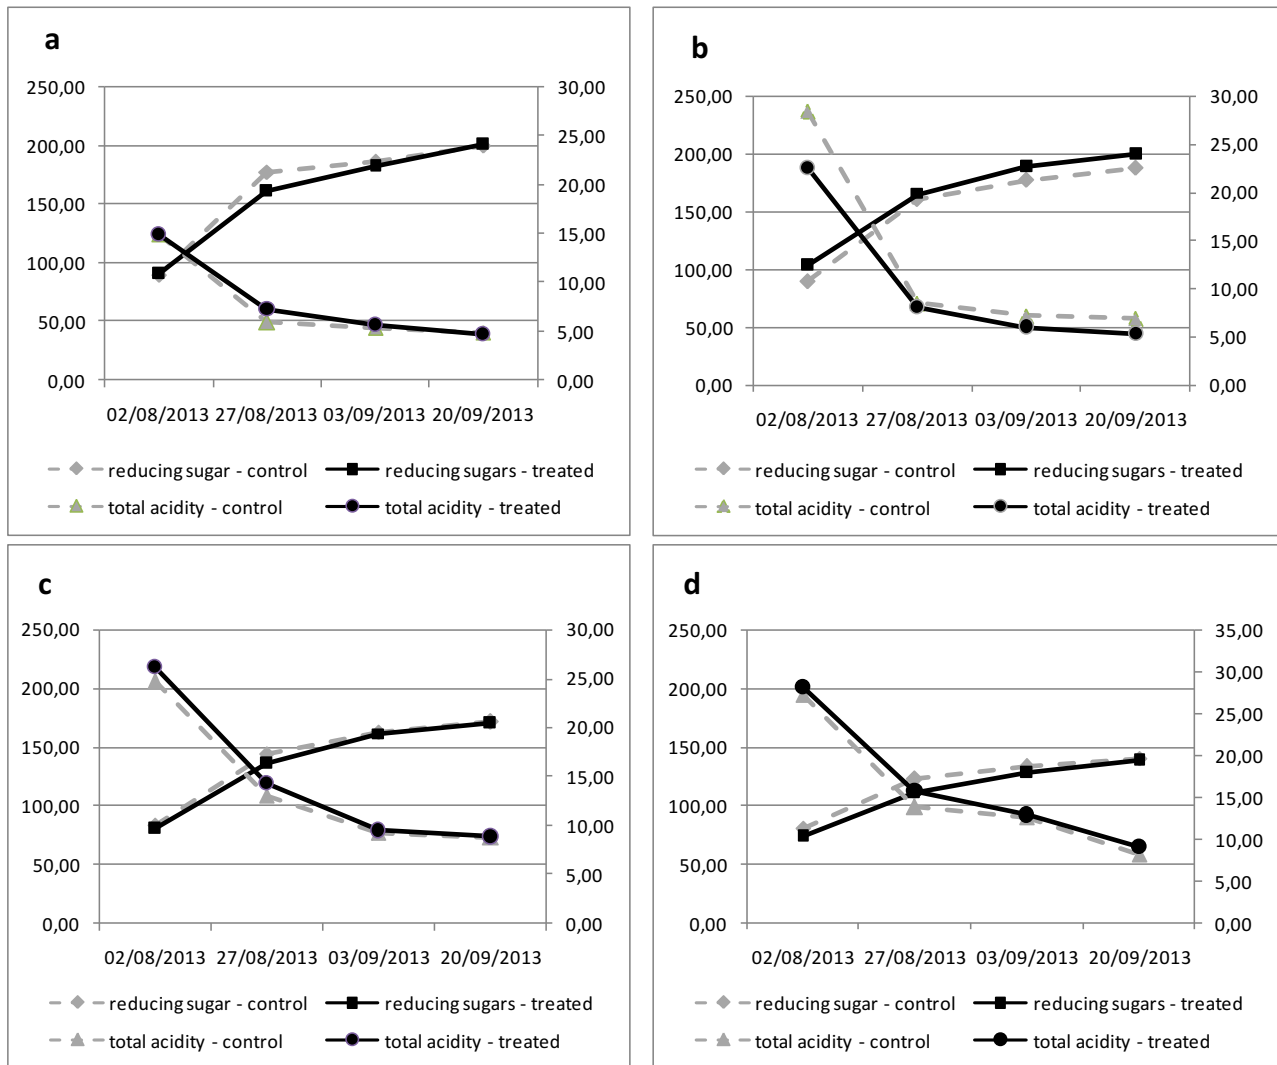 a
250,00 30,00
200,00 25,00
150,00 20,00
100,00 15,00
50,00 10,00
0,00 5,00
0,00
02/08/2013 27/08/2013 03/09/2013 20/09/2013
reducing sugar - control reducing sugars - treated
total acidity - control total acidity - treated
b
250,00 30,00
200,00 25,00
150,00 20,00
100,00 15,00
50,00 10,00
0,00 5,00
0,00
02/08/2013 27/08/2013 03/09/2013 20/09/2013
reducing sugar - control reducing sugars - treated
total acidity - control total acidity - treated
c
250,00 30,00
200,00 25,00
150,00 20,00
100,00 15,00
50,00 10,00
0,00 5,00
0,00
02/08/2013 27/08/2013 03/09/2013 20/09/2013
reducing sugar - control reducing sugars - treated
total acidity - control total acidity - treated
d
250,00 35,00
200,00 30,00
150,00 25,00
100,00 20,00
50,00 15,00
0,00 10,00
5,00
0,00
02/08/2013 27/08/2013 03/09/2013 20/09/2013
reducing sugar - control reducing sugars - treated
total acidity - control total acidity - treated